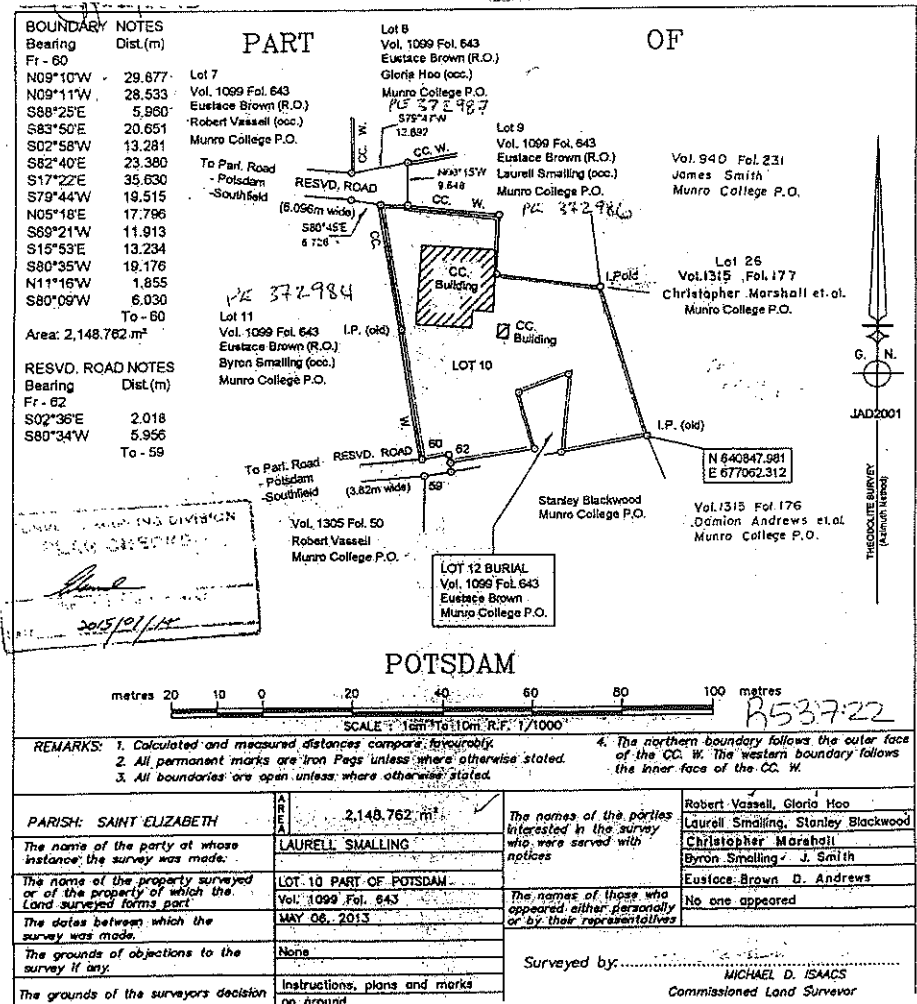 BOUNDARY NOTES
Bearing Dist.(m)
Fr - 60
N09°10'W 29.877
N09°11'W 28.533
S88°25'E 5.960
S83°50'E 20.651
S02°58'W 13.281
S82°40'E 23.380
S17°22'E 35.630
S79°44'W 19.515
N05°18'E 17.796
S69°21'W 11.913
S15°53'E 13.234
S80°35'W 19.176
N11°16'W 1.855
S80°09'W 6.030
To - 60
Area: 2,148.762 m²
RESVD. ROAD NOTES
Bearing Dist.(m)
Fr - 62
S02°36'E 2.018
S80°34'W 5.956
To - 59
PART OF
Lot 7
Vol. 1099 Fol. 643
Eustace Brown (R.O.)
Robert Vassell (occ.)
Munro College P.O.
Lot 8
Vol. 1099 Fol. 643
Eustace Brown (R.O.)
Gloria Hoo (occ.)
Munro College P.O.
PE 372987
12.692
CC. W.
CC. W.
9.648
Lot 9
Vol. 1099 Fol. 643
Eustace Brown (R.O.)
Laurell Smalling (occ.)
Munro College P.O.
PE 372986
Vol. 940 Fol. 231
James Smith
Munro College P.O.
To Parl. Road
- Potsdam
-Southfield
RESVD. ROAD
(6.096m wide)
S80°45'E
6.726
CC. W.
CC.
W.
I.P. (old)
CC.
Building
CC.
Building
LOT 10
I.P.old
Lot 26
Vol.1315 Fol.177
Christopher Marshall et.al.
Munro College P.O.
PE 372984
Lot 11
Vol. 1099 Fol. 643
Eustace Brown (R.O.)
Byron Smalling (occ.)
Munro College P.O.
G. N.
JAD2001
THEODOLITE SURVEY
(Azimuth Method)
I.P. (old)
N 640847.981
E 677062.312
60
62
59
To Parl. Road
- Potsdam
-Southfield
RESVD. ROAD
(3.62m wide)
Vol. 1305 Fol. 50
Robert Vassell
Munro College P.O.
Stanley Blackwood
Munro College P.O.
Vol.1315 Fol.176
Damion Andrews et.al.
Munro College P.O.
LOT 12 BURIAL
Vol. 1099 Fol. 643
Eustace Brown
Munro College P.O.
DIVISION
2015/07/14
POTSDAM
metres 20 10 0 20 40 60 80 100 metres
SCALE : 1cm To 10m R.F. 1/1000
REMARKS: 1. Calculated and measured distances compare favourably.
2. All permanent marks are Iron Pegs unless where otherwise stated.
3. All boundaries are open unless where otherwise stated.
4. The northern boundary follows the outer face
of the CC. W. The western boundary follows
the inner face of the CC. W.
PARISH: SAINT ELIZABETH
AREA
2,148.762 m²
The name of the party at whose
instance the survey was made:
LAURELL SMALLING
The name of the property surveyed
or of the property of which the
Land surveyed forms part
LOT 10 PART OF POTSDAM
Vol. 1099 Fol. 643
The dates between which the
survey was made.
MAY 06, 2013
The grounds of objections to the
survey if any.
None
The grounds of the surveyors decision
Instructions, plans and marks
on ground
The names of the parties
interested in the survey
who were served with
notices
Robert Vassell, Gloria Hoo
Laurell Smalling, Stanley Blackwood
Christopher Marshall
Byron Smalling J. Smith
Eustace Brown D. Andrews
The names of those who
appeared either personally
or by their representatives
No one appeared
Surveyed by:
MICHAEL D. ISAACS
Commissioned Land Surveyor